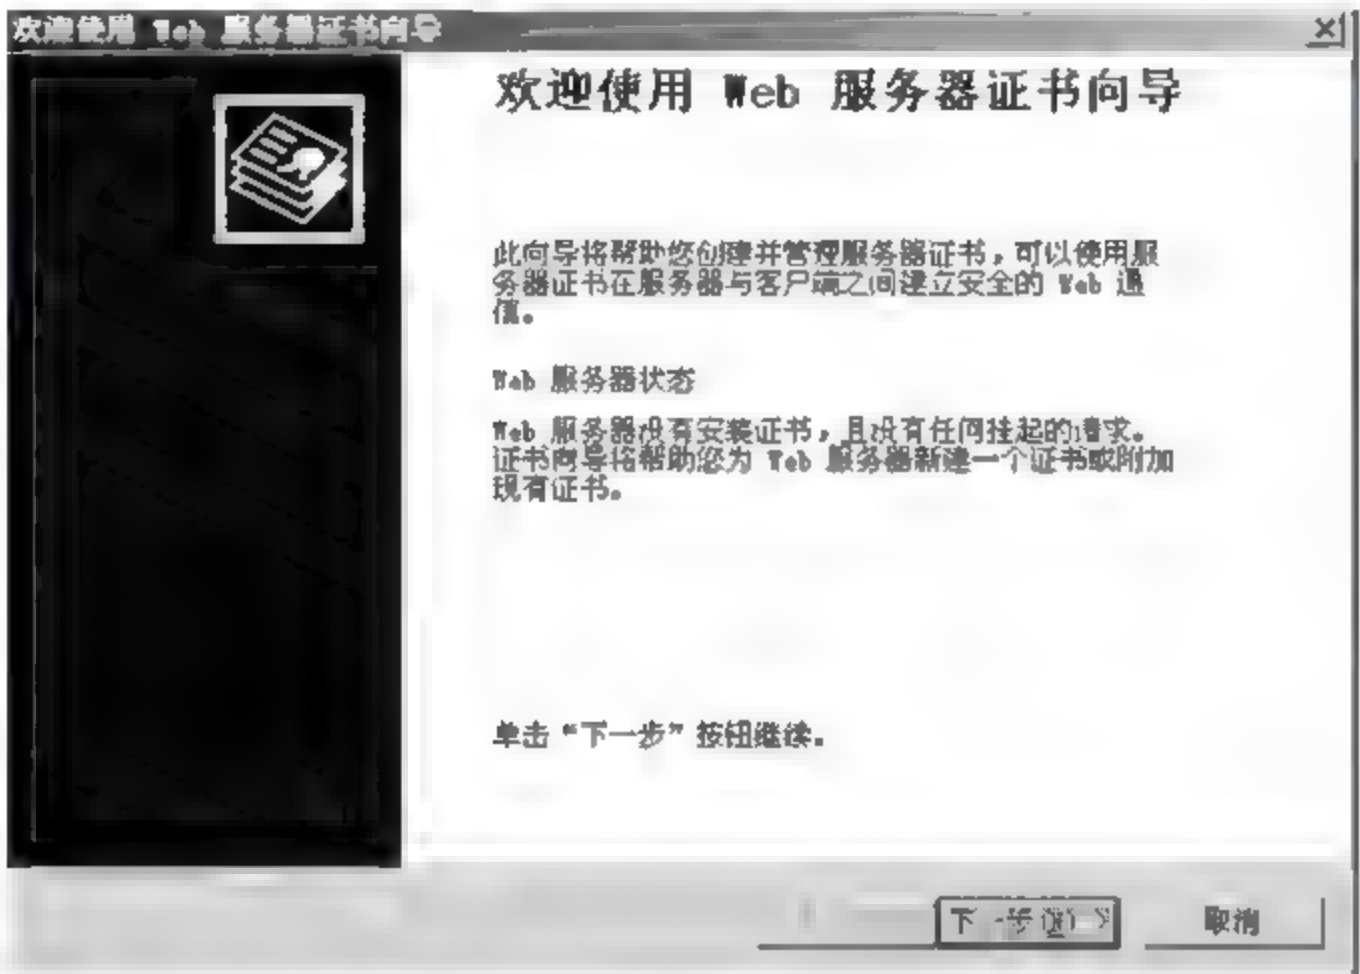 欢迎使用 Web 服务器证书向导
欢迎使用 Web 服务器证书向导
此向导将帮助您创建并管理服务器证书，可以使用服
务器证书在服务器与客户端之间建立安全的 Web 通
信。
Web 服务器状态
Web 服务器没有安装证书，且没有任何挂起的请求。
证书向导将帮助您为 Web 服务器新建一个证书或附加
现有证书。
单击“下一步”按钮继续。
下一步(N) >
取消